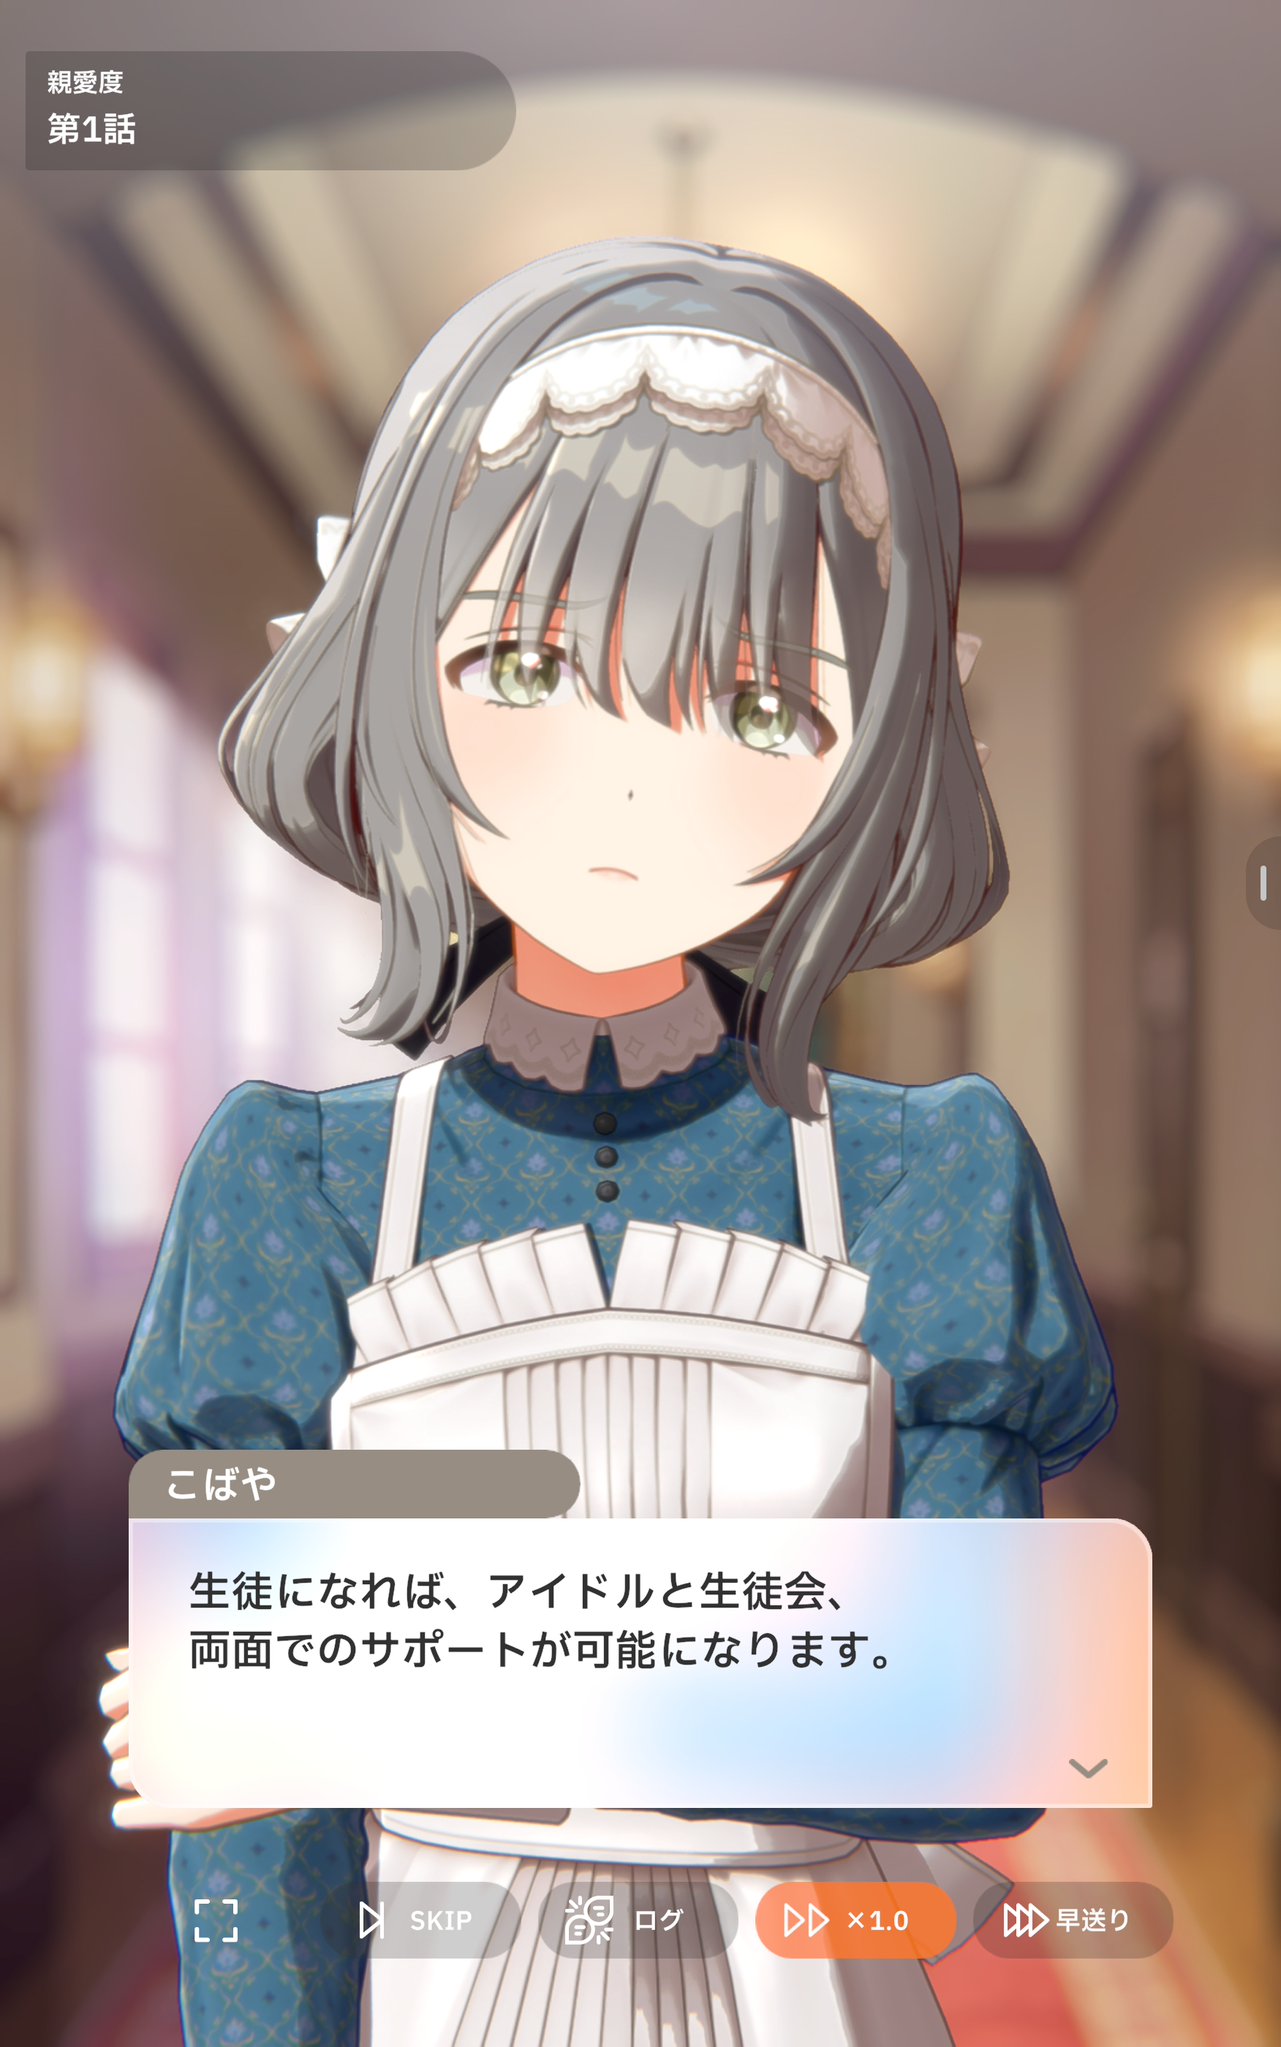 親愛度
第1話
こばや
生徒になれば、アイドルと生徒会、
両面でのサポートが可能になります。
SKIP
ログ
×1.0
早送り